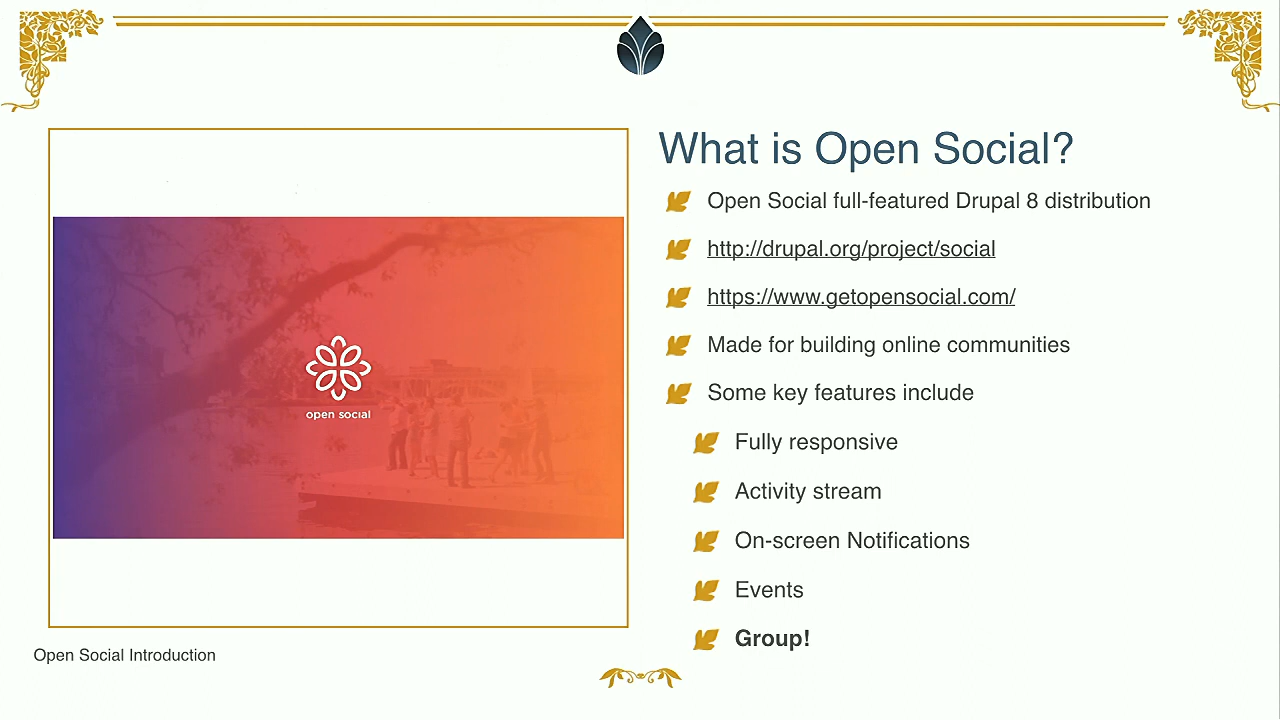 What is Open Social?
Open Social full-featured Drupal 8 distribution
http://drupal.org/project/social
https://www.getopensocial.com/
Made for building online communities
Some key features include
Fully responsive
Activity stream
On-screen Notifications
Events
Group!
open social
Open Social Introduction